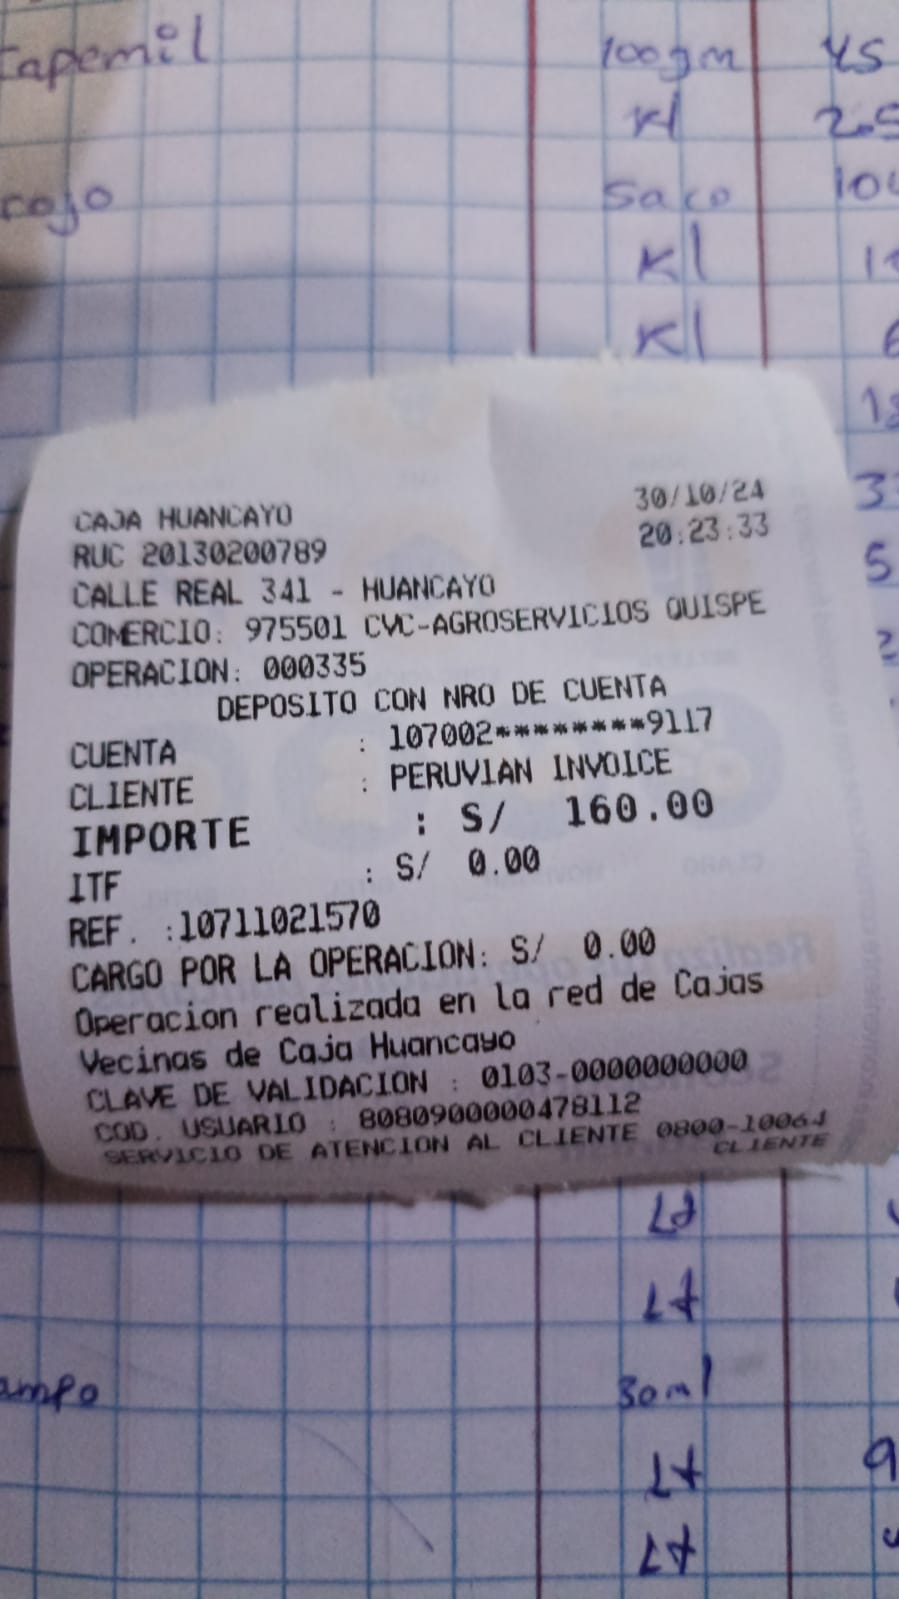 100gm 45
Kl
cojo Saco
Kl
Kl
CAJA HUANCAYO 30/10/24
RUC 20130200789 20:23:33
CALLE REAL 341 - HUANCAYO
COMERCIO: 975501 CVC-AGROSERVICIOS QUISPE
OPERACION: 000335
DEPOSITO CON NRO DE CUENTA
CUENTA : 107002********9117
CLIENTE : PERUVIAN INVOICE
IMPORTE : S/ 160.00
ITF : S/ 0.00
REF. :10711021570
CARGO POR LA OPERACION: S/ 0.00
Operacion realizada en la red de Cajas
Vecinas de Caja Huancayo
CLAVE DE VALIDACION : 0103-0000000000
COD. USUARIO : 8080900000478112
SERVICIO DE ATENCION AL CLIENTE 0800-10064
CLIENTE
Lt
Lt
ampo 30ml
Lt
Lt